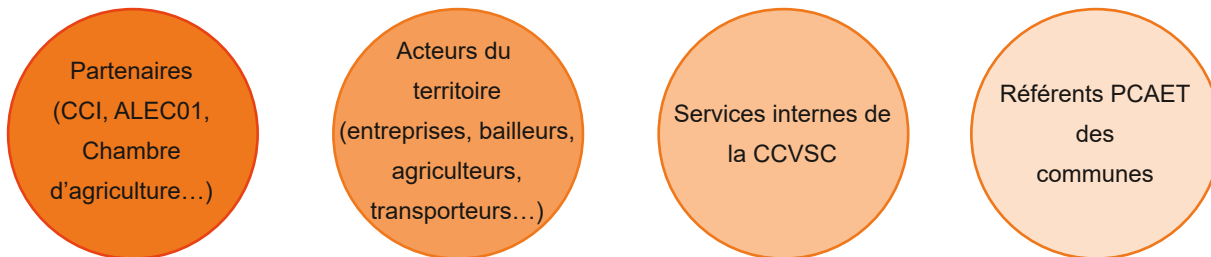 Partenaires
(CCI, ALEC01,
Chambre
d’agriculture…)
Acteurs du
territoire
(entreprises, bailleurs,
agriculteurs,
transporteurs…)
Services internes de
la CCVSC
Référents PCAET
des
communes